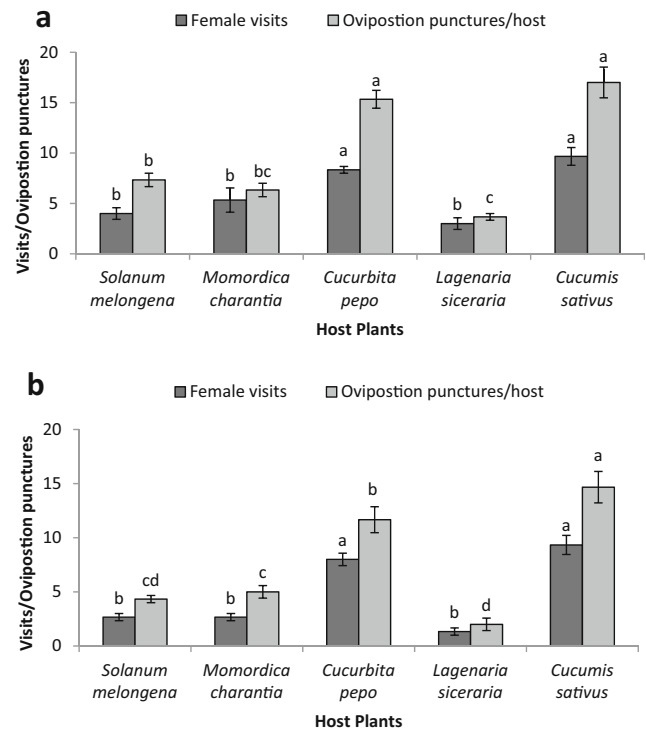 a
Female visits Ovipostion punctures/host
Visits/Ovipostion punctures
20
15
10
5
0
b b b bc a a b c a a
Solanum melongena
Momordica charantia
Cucurbita pepo
Lagenaria siceraria
Cucumis sativus
Host Plants
b
Female visits Ovipostion punctures/host
Visits/Ovipostion punctures
20
15
10
5
0
b cd b c a b b d a a
Solanum melongena
Momordica charantia
Cucurbita pepo
Lagenaria siceraria
Cucumis sativus
Host Plants